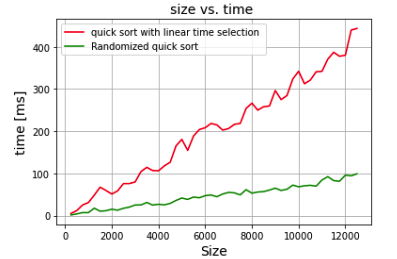 size vs. time
quick sort with linear time selection
Randomized quick sort
400
300
200
100
0
time [ms]
0 2000 4000 6000 8000 10000 12000
Size